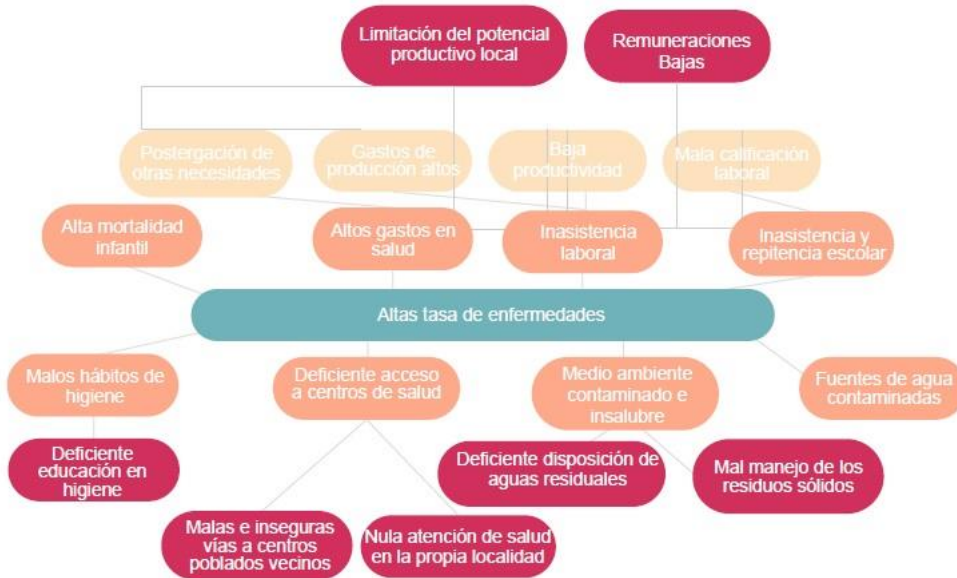 Limitación del potencial
productivo local
Remuneraciones
Bajas
Postergación de
otras necesidades
Gastos de
producción altos
Baja
productividad
Mala calificación
laboral
Alta mortalidad
infantil
Altos gastos en
salud
Inasistencia
laboral
Inasistencia y
repitencia escolar
Altas tasa de enfermedades
Malos hábitos de
higiene
Deficiente acceso
a centros de salud
Medio ambiente
contaminado e
insalubre
Fuentes de agua
contaminadas
Deficiente
educación en
higiene
Deficiente disposición de
aguas residuales
Mal manejo de los
residuos sólidos
Malas e inseguras
vías a centros
poblados vecinos
Nula atención de salud
en la propia localidad